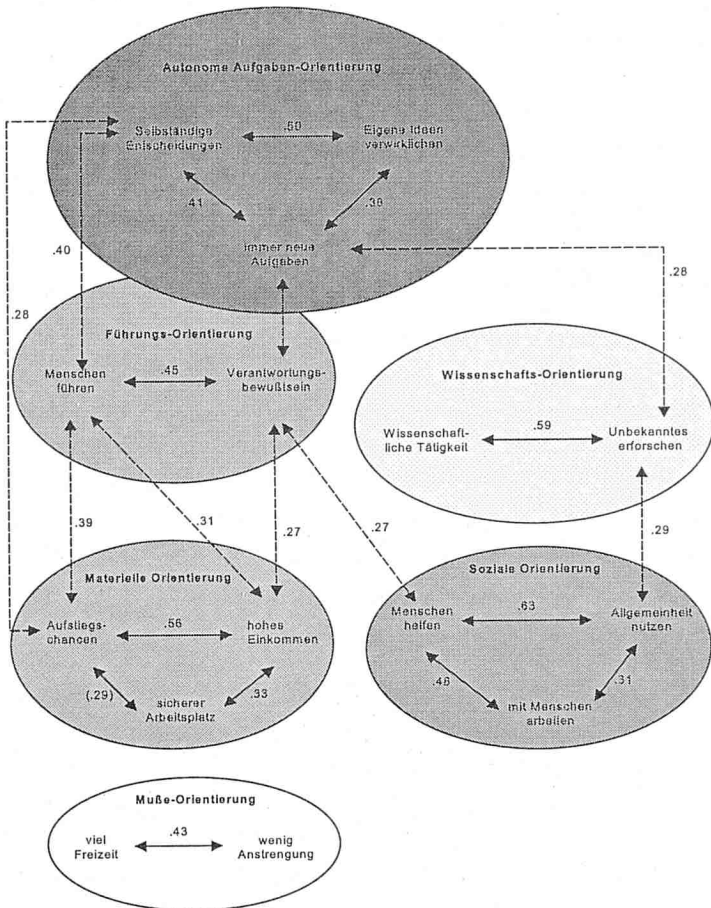 Autonome Aufgaben-Orientierung
Selbständige
Entscheidungen
.50
Eigene Ideen
verwirklichen
.41
.38
immer neue
Aufgaben
.40
.28
.28
Führungs-Orientierung
Menschen
führen
.45
Verantwortungs-
bewußtsein
Wissenschafts-Orientierung
Wissenschaft-
liche Tätigkeit
.59
Unbekanntes
erforschen
.39
.31
.27
.27
.29
Materielle Orientierung
Aufstiegs-
chancen
.56
hohes
Einkommen
(.29)
.33
sicherer
Arbeitsplatz
Soziale Orientierung
Menschen
helfen
.63
Allgemeinheit
nutzen
.48
.31
mit Menschen
arbeiten
Muße-Orientierung
viel
Freizeit
.43
wenig
Anstrengung